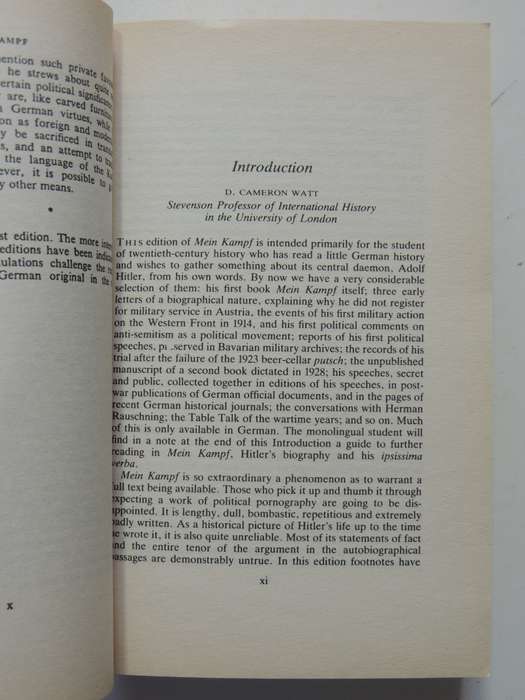 AMPF
ention such private
he strews about quite
ertain political significance
are, like carved furniture
German virtues, while
on as foreign and
y be sacrificed in
s, and an attempt to
the language of the
ever, it is possible to
y other means.
*
st edition. The more
editions have been
ulations challenge the
German original in the
x
Introduction
D. CAMERON WATT
Stevenson Professor of International History
in the University of London
THIS edition of Mein Kampf is intended primarily for the student
of twentieth-century history who has read a little German history
and wishes to gather something about its central daemon, Adolf
Hitler, from his own words. By now we have a very considerable
selection of them: his first book Mein Kampf itself; three early
letters of a biographical nature, explaining why he did not register
for military service in Austria, the events of his first military action
on the Western Front in 1914, and his first political comments on
anti-semitism as a political movement; reports of his first political
speeches, p .served in Bavarian military archives; the records of his
trial after the failure of the 1923 beer-cellar putsch; the unpublished
manuscript of a second book dictated in 1928; his speeches, secret
and public, collected together in editions of his speeches, in post-
war publications of German official documents, and in the pages of
recent German historical journals; the conversations with Herman
Rauschning; the Table Talk of the wartime years; and so on. Much
of this is only available in German. The monolingual student will
find in a note at the end of this Introduction a guide to further
reading in Mein Kampf, Hitler's biography and his ipsissima
verba.
Mein Kampf is so extraordinary a phenomenon as to warrant a
full text being available. Those who pick it up and thumb it through
expecting a work of political pornography are going to be dis-
appointed. It is lengthy, dull, bombastic, repetitious and extremely
badly written. As a historical picture of Hitler's life up to the time
he wrote it, it is also quite unreliable. Most of its statements of fact
and the entire tenor of the argument in the autobiographical
passages are demonstrably untrue. In this edition footnotes have
xi